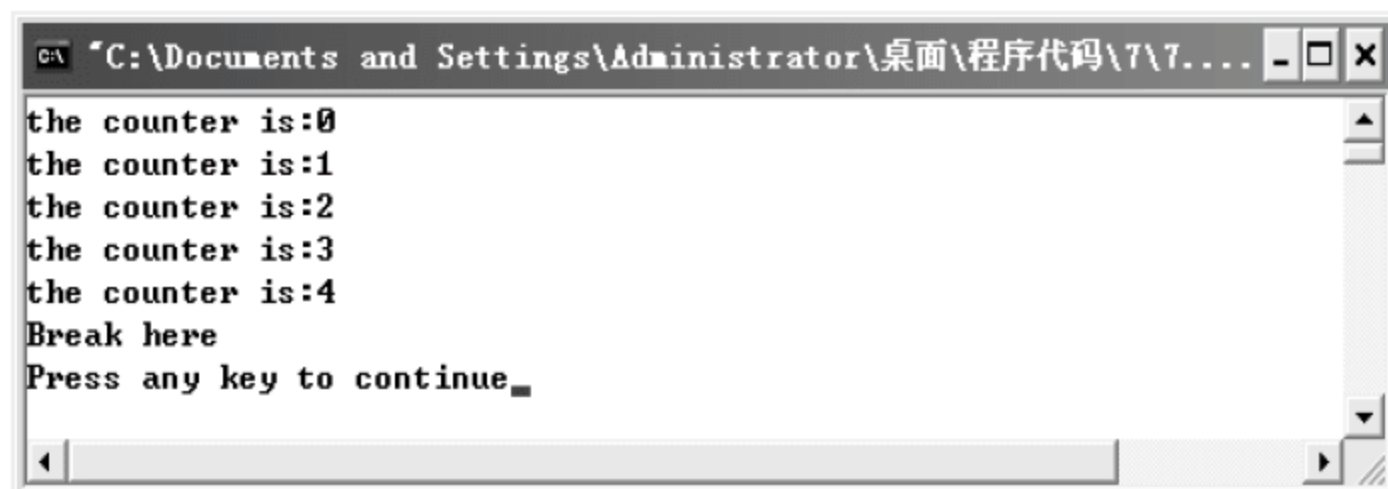 "C:\Documents and Settings\Administrator\桌面\程序代码\7\7....
the counter is:0
the counter is:1
the counter is:2
the counter is:3
the counter is:4
Break here
Press any key to continue_